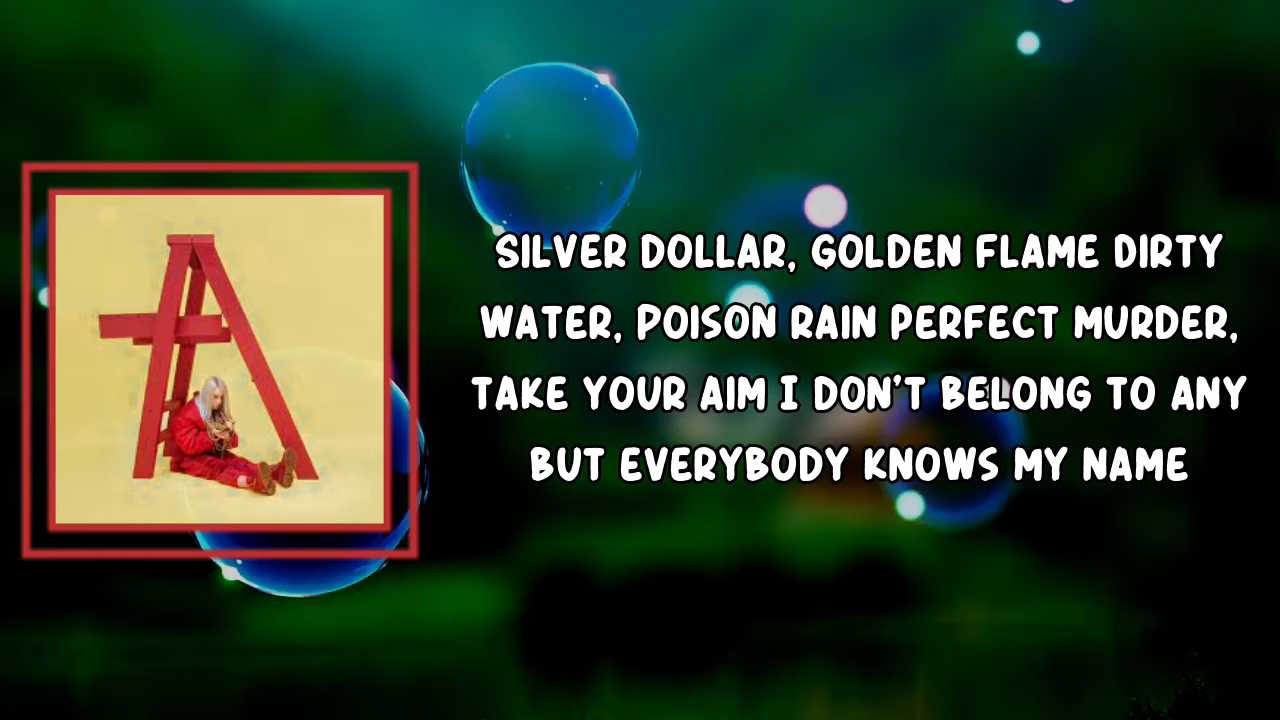 SILVER DOLLAR, GOLDEN FLAME DIRTY
WATER, POISON RAIN PERFECT MURDER,
TAKE YOUR AIM I DON'T BELONG TO ANY
BUT EVERYBODY KNOWS MY NAME